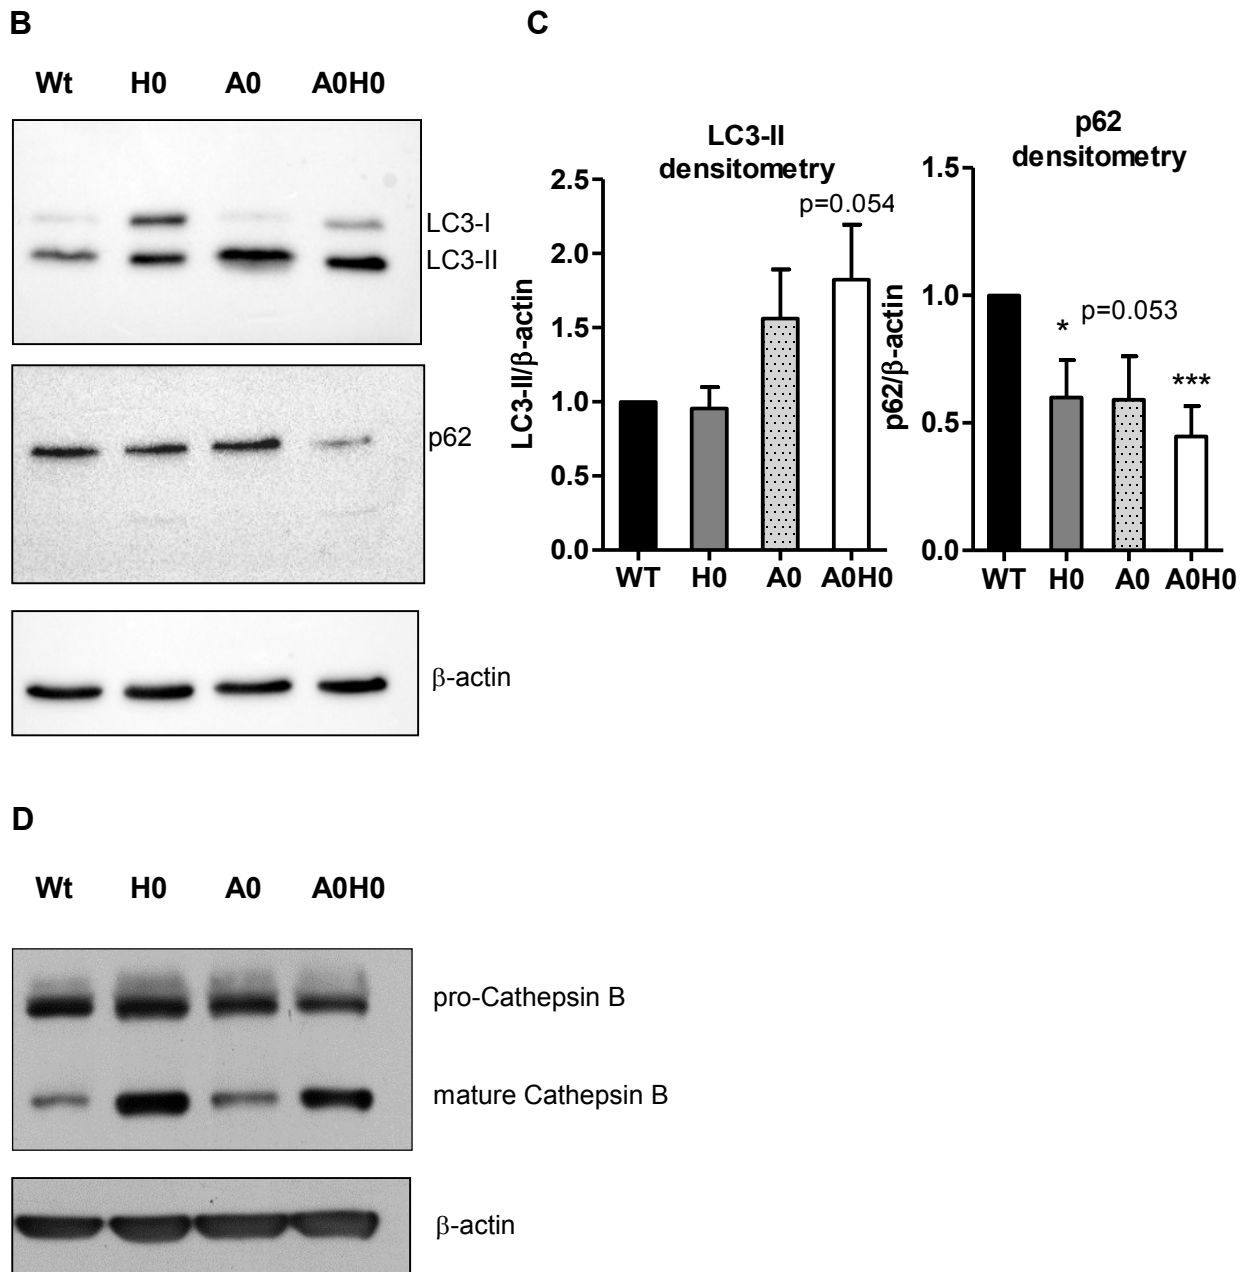 B
Wt H0 A0 A0H0
LC3-I
LC3-II
p62
β-actin
C
LC3-II
densitometry
p=0.054
LC3-II/β-actin
2.5
2.0
1.5
1.0
0.5
0.0
WT H0 A0 A0H0
p62
densitometry
p62/β-actin
1.5
1.0
0.5
0.0
* p=0.053
***
WT H0 A0 A0H0
D
Wt H0 A0 A0H0
pro-Cathepsin B
mature Cathepsin B
β-actin